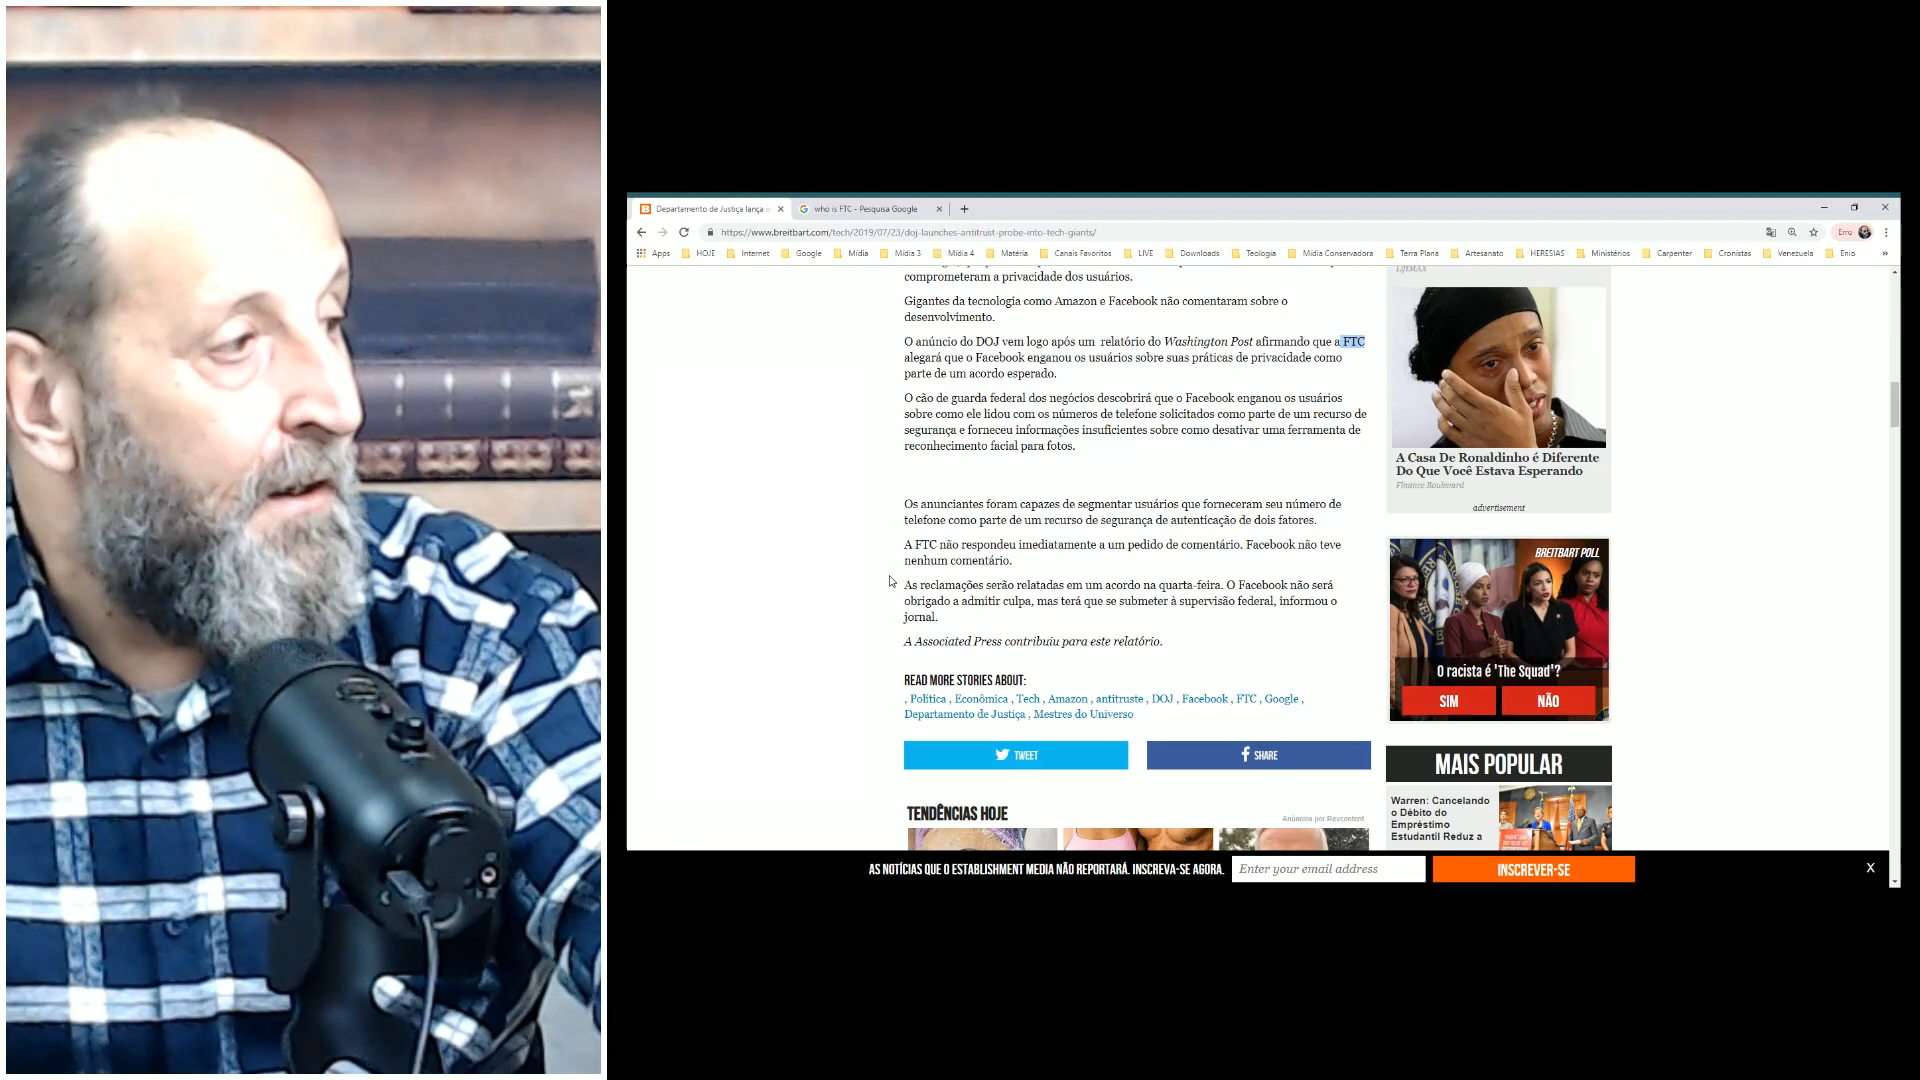 Departamento de Justiça lança
who is FTC - Pesquisa Google
https://www.breitbart.com/tech/2019/07/23/doj-launches-antitrust-probe-into-tech-giants/
Erro
Apps
HOJE
Internet
Google
Mídia
Mídia 3
Mídia 4
Matéria
Canais Favoritos
LIVE
Downloads
Teologia
Mídia Conservadora
Terra Plana
Artesanato
HERESIAS
Ministérios
Carpenter
Cronistas
Venezuela
Enio
comprometeram a privacidade dos usuários.
Gigantes da tecnologia como Amazon e Facebook não comentaram sobre o
desenvolvimento.
O anúncio do DOJ vem logo após um relatório do Washington Post afirmando que a FTC
alegará que o Facebook enganou os usuários sobre suas práticas de privacidade como
parte de um acordo esperado.
O cão de guarda federal dos negócios descobrirá que o Facebook enganou os usuários
sobre como ele lidou com os números de telefone solicitados como parte de um recurso de
segurança e forneceu informações insuficientes sobre como desativar uma ferramenta de
reconhecimento facial para fotos.
Os anunciantes foram capazes de segmentar usuários que forneceram seu número de
telefone como parte de um recurso de segurança de autenticação de dois fatores.
A FTC não respondeu imediatamente a um pedido de comentário. Facebook não teve
nenhum comentário.
As reclamações serão relatadas em um acordo na quarta-feira. O Facebook não será
obrigado a admitir culpa, mas terá que se submeter à supervisão federal, informou o
jornal.
A Associated Press contribuiu para este relatório.
READ MORE STORIES ABOUT:
, Política , Econômica , Tech , Amazon , antitruste , DOJ , Facebook , FTC , Google ,
Departamento de Justiça , Mestres do Universo
TWEET
SHARE
TENDÊNCIAS HOJE
Anúncios por Revcontent
LiftMAX
A Casa De Ronaldinho é Diferente
Do Que Você Estava Esperando
Finance Boulevard
advertisement
BREITBART POLL
O racista é 'The Squad'?
SIM
NÃO
MAIS POPULAR
Warren: Cancelando
o Débito do
Empréstimo
Estudantil Reduz a
AS NOTÍCIAS QUE O ESTABLISHMENT MEDIA NÃO REPORTARÁ. INSCREVA-SE AGORA.
Enter your email address
INSCREVER-SE
X